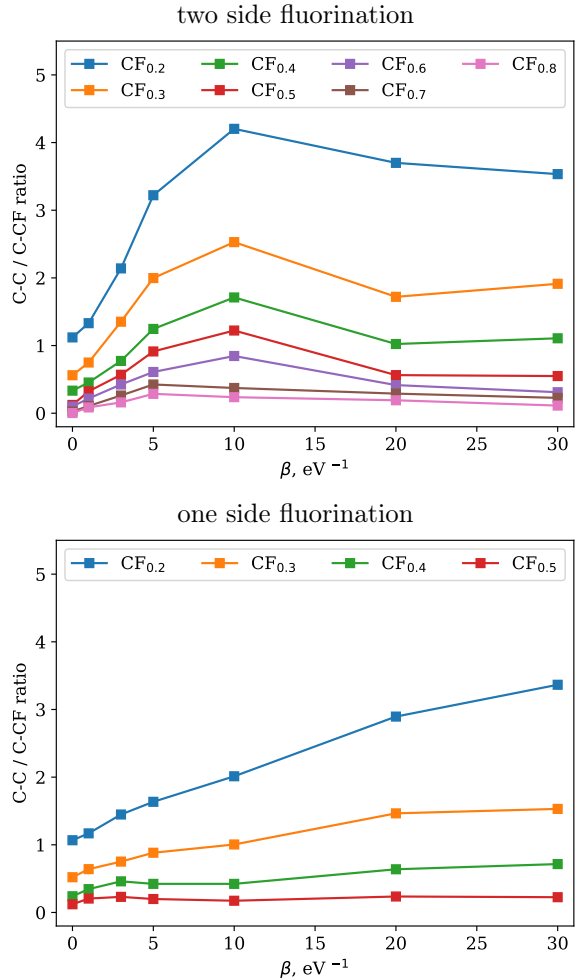 two side fluorination
CF0.2 CF0.4 CF0.6 CF0.8
CF0.3 CF0.5 CF0.7
5
4
3
2
1
0
C-C / C-CF ratio
0 5 10 15 20 25 30
β, eV⁻¹
one side fluorination
CF0.2 CF0.3 CF0.4 CF0.5
5
4
3
2
1
0
C-C / C-CF ratio
0 5 10 15 20 25 30
β, eV⁻¹